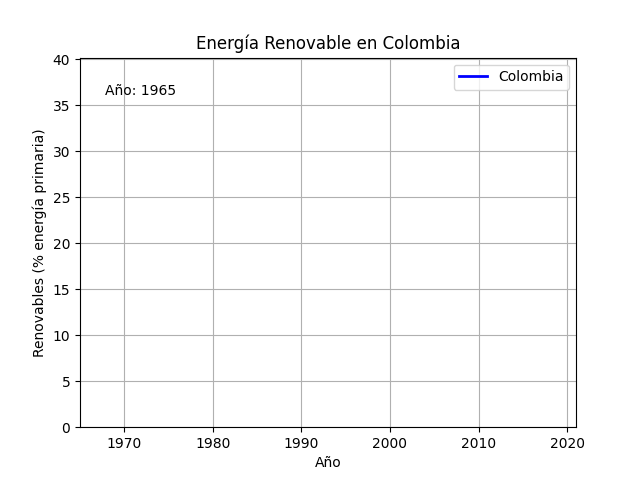 Energía Renovable en Colombia
Colombia
Año: 1965
Renovables (% energía primaria)
40
35
30
25
20
15
10
5
0
1970 1980 1990 2000 2010 2020
Año